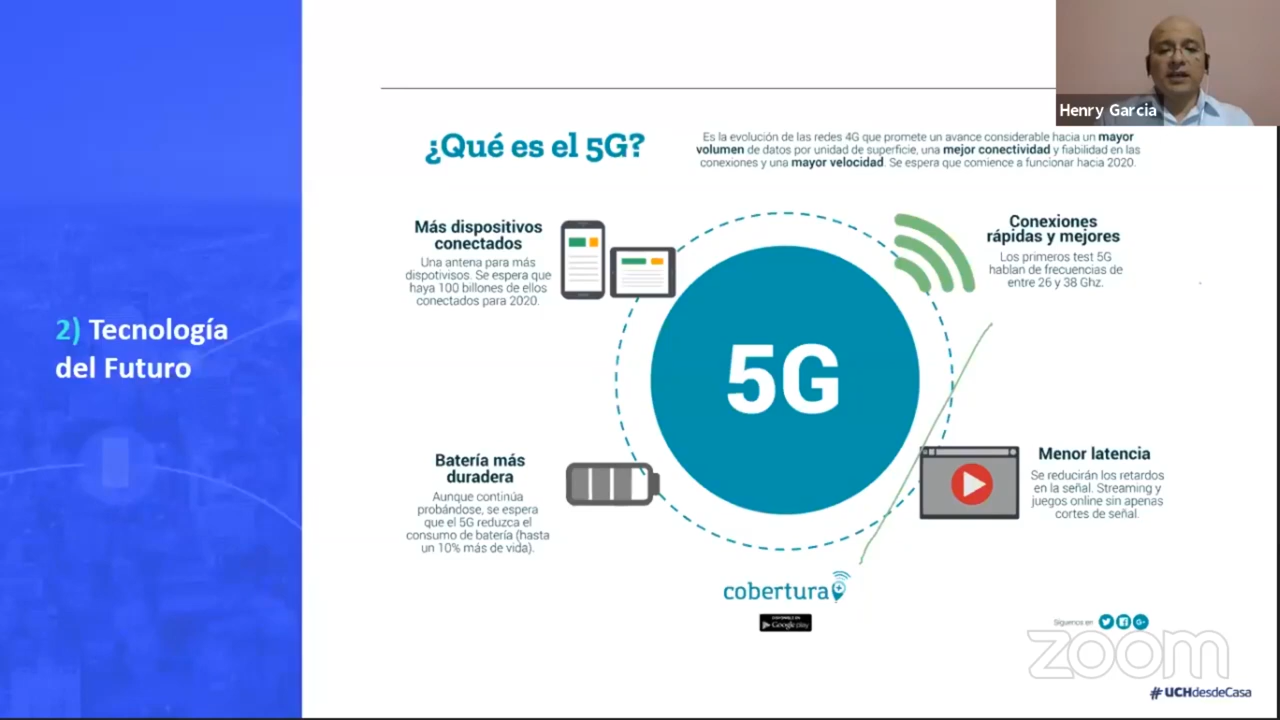 Henry Garcia
2) Tecnología
del Futuro
¿Qué es el 5G?
Es la evolución de las redes 4G que promete un avance considerable hacia un mayor
volumen de datos por unidad de superficie, una mejor conectividad y fiabilidad en las
conexiones y una mayor velocidad. Se espera que comience a funcionar hacia 2020.
Más dispositivos
conectados
Una antena para más
dispotivisos. Se espera que
haya 100 billones de ellos
conectados para 2020.
Conexiones
rápidas y mejores
Los primeros test 5G
hablan de frecuencias de
entre 26 y 38 Ghz.
5G
Batería más
duradera
Aunque continúa
probándose, se espera
que el 5G reduzca el
consumo de batería (hasta
un 10% más de vida).
Menor latencia
Se reducirán los retardos
en la señal. Streaming y
juegos online sin apenas
cortes de señal.
cobertura
DISPONIBLE EN
Google play
Síguenos en
G+
zoom
#UCHdesdeCasa